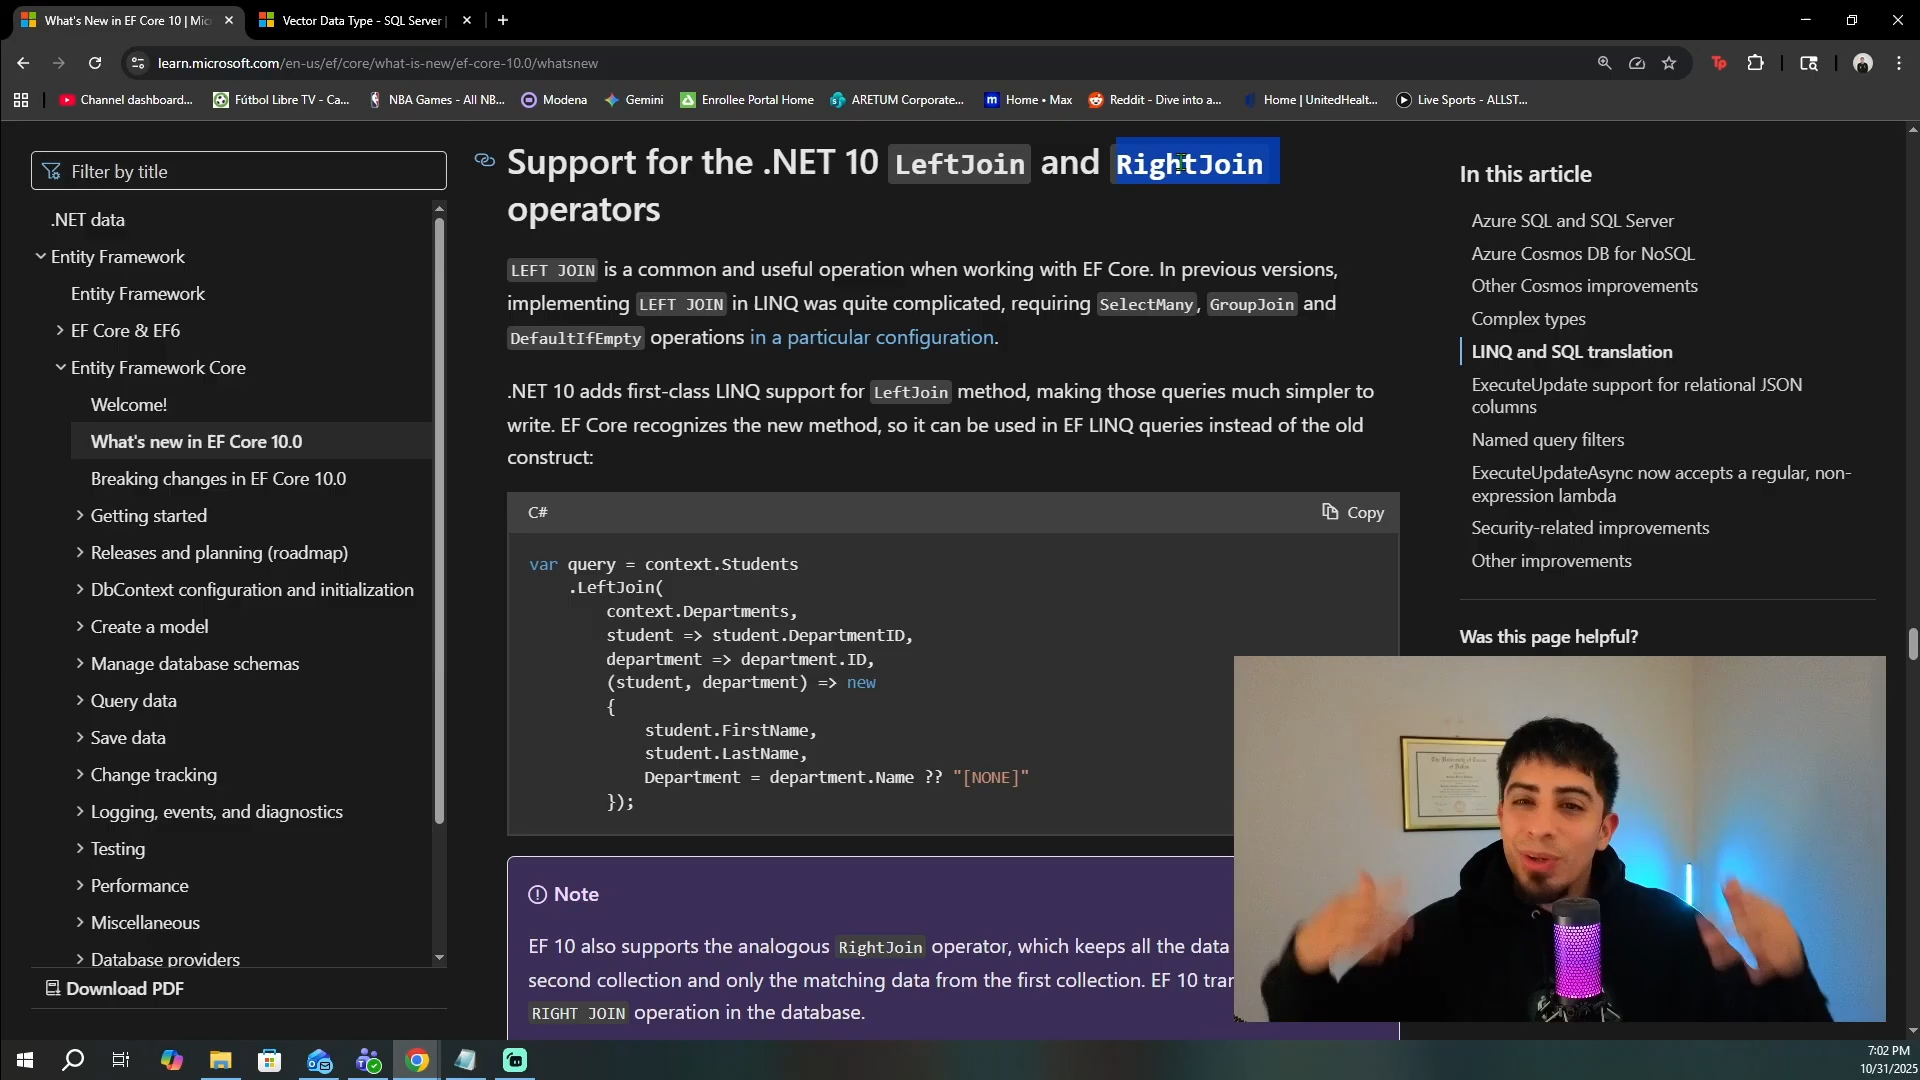 What's New in EF Core 10 | Mic
Vector Data Type - SQL Server |
learn.microsoft.com/en-us/ef/core/what-is-new/ef-core-10.0/whatsnew
Channel dashboard...
Fútbol Libre TV - Ca...
NBA Games - All NB...
Modena
Gemini
Enrollee Portal Home
ARETUM Corporate...
Home • Max
Reddit - Dive into a...
Home | UnitedHealt...
Live Sports - ALLST...
Filter by title
.NET data
Entity Framework
Entity Framework
EF Core & EF6
Entity Framework Core
Welcome!
What's new in EF Core 10.0
Breaking changes in EF Core 10.0
Getting started
Releases and planning (roadmap)
DbContext configuration and initialization
Create a model
Manage database schemas
Query data
Save data
Change tracking
Logging, events, and diagnostics
Testing
Performance
Miscellaneous
Database providers
Download PDF
Support for the .NET 10 LeftJoin and RightJoin
operators
LEFT JOIN is a common and useful operation when working with EF Core. In previous versions,
implementing LEFT JOIN in LINQ was quite complicated, requiring SelectMany, GroupJoin and
DefaultIfEmpty operations in a particular configuration.
.NET 10 adds first-class LINQ support for LeftJoin method, making those queries much simpler to
write. EF Core recognizes the new method, so it can be used in EF LINQ queries instead of the old
construct:
C#
Copy
var query = context.Students
.LeftJoin(
context.Departments,
student => student.DepartmentID,
department => department.ID,
(student, department) => new
{
student.FirstName,
student.LastName,
Department = department.Name ?? "[NONE]"
});
Note
EF 10 also supports the analogous RightJoin operator, which keeps all the data
second collection and only the matching data from the first collection. EF 10 tran
RIGHT JOIN operation in the database.
In this article
Azure SQL and SQL Server
Azure Cosmos DB for NoSQL
Other Cosmos improvements
Complex types
LINQ and SQL translation
ExecuteUpdate support for relational JSON
columns
Named query filters
ExecuteUpdateAsync now accepts a regular, non-
expression lambda
Security-related improvements
Other improvements
Was this page helpful?
7:02 PM
10/31/2025